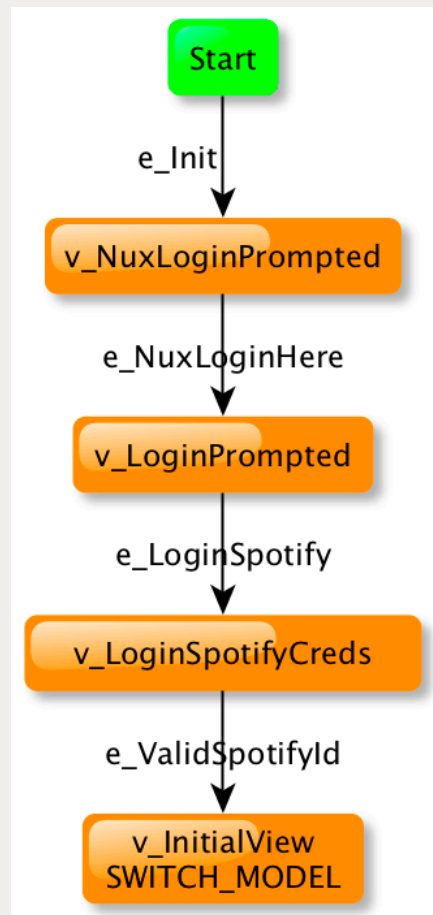 Start
e_Init
v_NuxLoginPrompted
e_NuxLoginHere
v_LoginPrompted
e_LoginSpotify
v_LoginSpotifyCreds
e_ValidSpotifyId
v_InitialView
SWITCH_MODEL